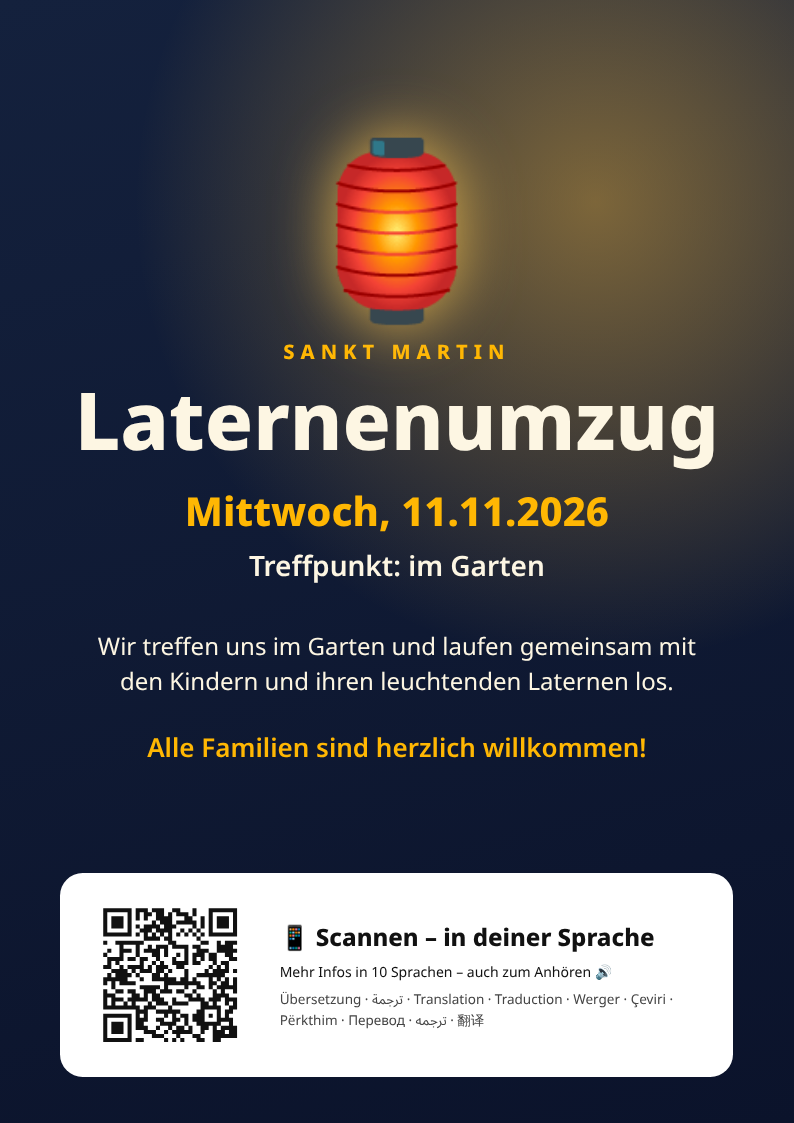 SANKT MARTIN
Laternenumzug
Mittwoch, 11.11.2026
Treffpunkt: im Garten
Wir treffen uns im Garten und laufen gemeinsam mit
den Kindern und ihren leuchtenden Laternen los.
Alle Familien sind herzlich willkommen!
📱 Scannen – in deiner Sprache
Mehr Infos in 10 Sprachen – auch zum Anhören 🔊
Übersetzung · ترجمة · Translation · Traduction · Werger · Çeviri ·
Përkthim · Перевод · ترجمه · 翻译